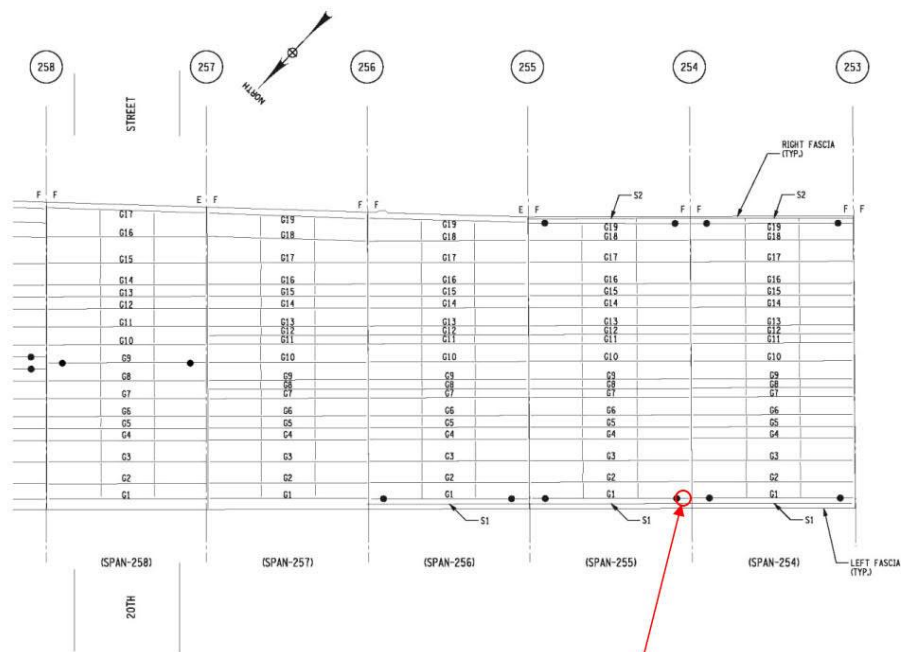 258 257 256 255 254 253
NORTH
STREET
RIGHT FASCIA
(TYP.)
S2 S2
F F E F F F E F F F F
G17 G19 G19 G19 G19
G16 G18 G18 G18 G18
G15 G17 G17 G17 G17
G14 G16 G16 G16 G16
G13 G15 G15 G15 G15
G12 G14 G14 G14 G14
G11 G13 G13 G13 G13
G12 G12 G12 G12
G10 G11 G11 G11 G11
G9 G10 G10 G10 G10
G8 G9 G9 G9 G9
G8 G8 G8 G8
G7 G7 G7 G7 G7
G6 G6 G6 G6 G6
G5 G5 G5 G5 G5
G4 G4 G4 G4 G4
G3 G3 G3 G3 G3
G2 G2 G2 G2 G2
G1 G1 G1 G1 G1
S1 S1 S1
(SPAN-258) (SPAN-257) (SPAN-256) (SPAN-255) (SPAN-254)
LEFT FASCIA
(TYP.)
20TH